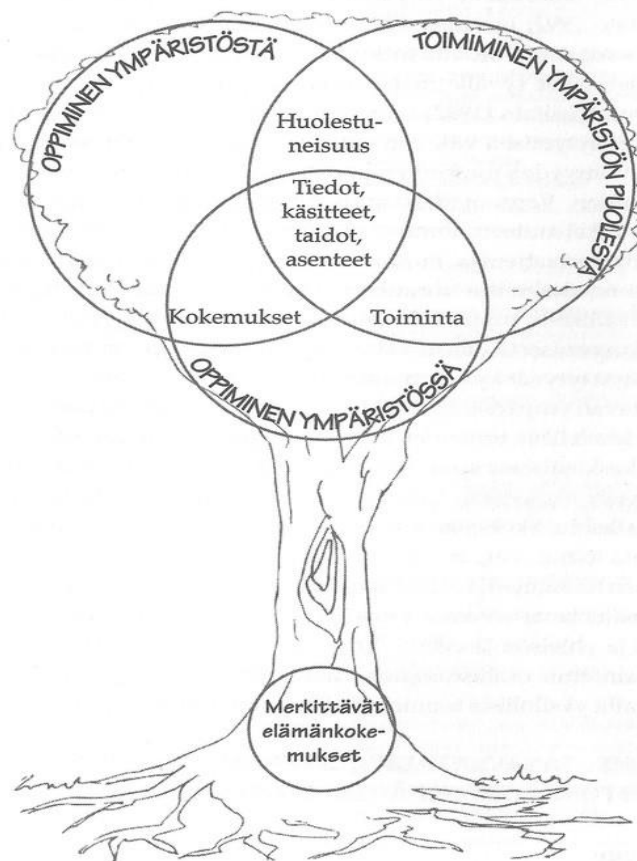 OPPIMINEN YMPÄRISTÖSTÄ
TOIMIMINEN YMPÄRISTÖN PUOLESTA
Huolestu-
neisuus
Tiedot,
käsitteet,
taidot,
asenteet
Kokemukset
Toiminta
OPPIMINEN YMPÄRISTÖSSÄ
Merkittävät
elämänkoke-
mukset